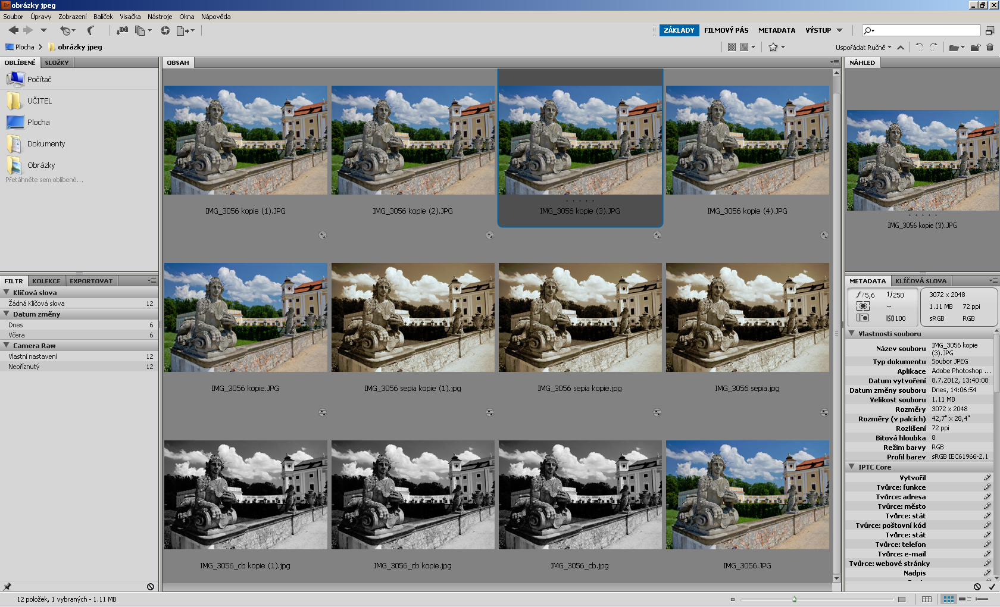 Br obrázky jpeg
Soubor Úpravy Zobrazení Balíček Visačka Nástroje Okna Nápověda
ZÁKLADY FILMOVÝ PÁS METADATA VÝSTUP
Plocha obrázky jpeg
Uspořádat Ručně
OBLÍBENÉ SLOŽKY
Počítač
UČITEL
Plocha
Dokumenty
Obrázky
Přetáhněte sem oblíbené...
FILTR KOLEKCE EXPORTOVAT
Klíčová slova
Žádná Klíčová slova 12
Datum změny
Dnes 6
Včera 6
Camera Raw
Vlastní nastavení 12
Neoříznutý 12
OBSAH
IMG_3056 kopie (1).JPG
IMG_3056 kopie (2).JPG
IMG_3056 kopie (3).JPG
IMG_3056 kopie (4).JPG
IMG_3056 kopie.JPG
IMG_3056 sepia kopie (1).jpg
IMG_3056 sepia kopie.jpg
IMG_3056 sepia.jpg
IMG_3056_cb kopie (1).jpg
IMG_3056_cb kopie.jpg
IMG_3056_cb.jpg
IMG_3056.JPG
NÁHLED
IMG_3056 kopie (3).JPG
METADATA KLÍČOVÁ SLOVA
f/5,6 1/250
--
ISO100
3072 x 2048
1.11 MB 72 ppi
sRGB RGB
Vlastnosti souboru
Název souboru IMG_3056 kopie
(3).JPG
Typ dokumentu Soubor JPEG
Aplikace Adobe Photoshop ...
Datum vytvoření 8.7.2012, 13:40:08
Datum změny souboru Dnes, 14:06:54
Velikost souboru 1.11 MB
Rozměry 3072 x 2048
Rozměry (v palcích) 42,7" x 28,4"
Rozlišení 72 ppi
Bitová hloubka 8
Režim barvy RGB
Profil barev sRGB IEC61966-2.1
IPTC Core
Vytvořil
Tvůrce: funkce
Tvůrce: adresa
Tvůrce: město
Tvůrce: stát
Tvůrce: poštovní kód
Tvůrce: stát
Tvůrce: telefon
Tvůrce: e-mail
Tvůrce: webové stránky
Nadpis
12 položek, 1 vybraných - 1.11 MB